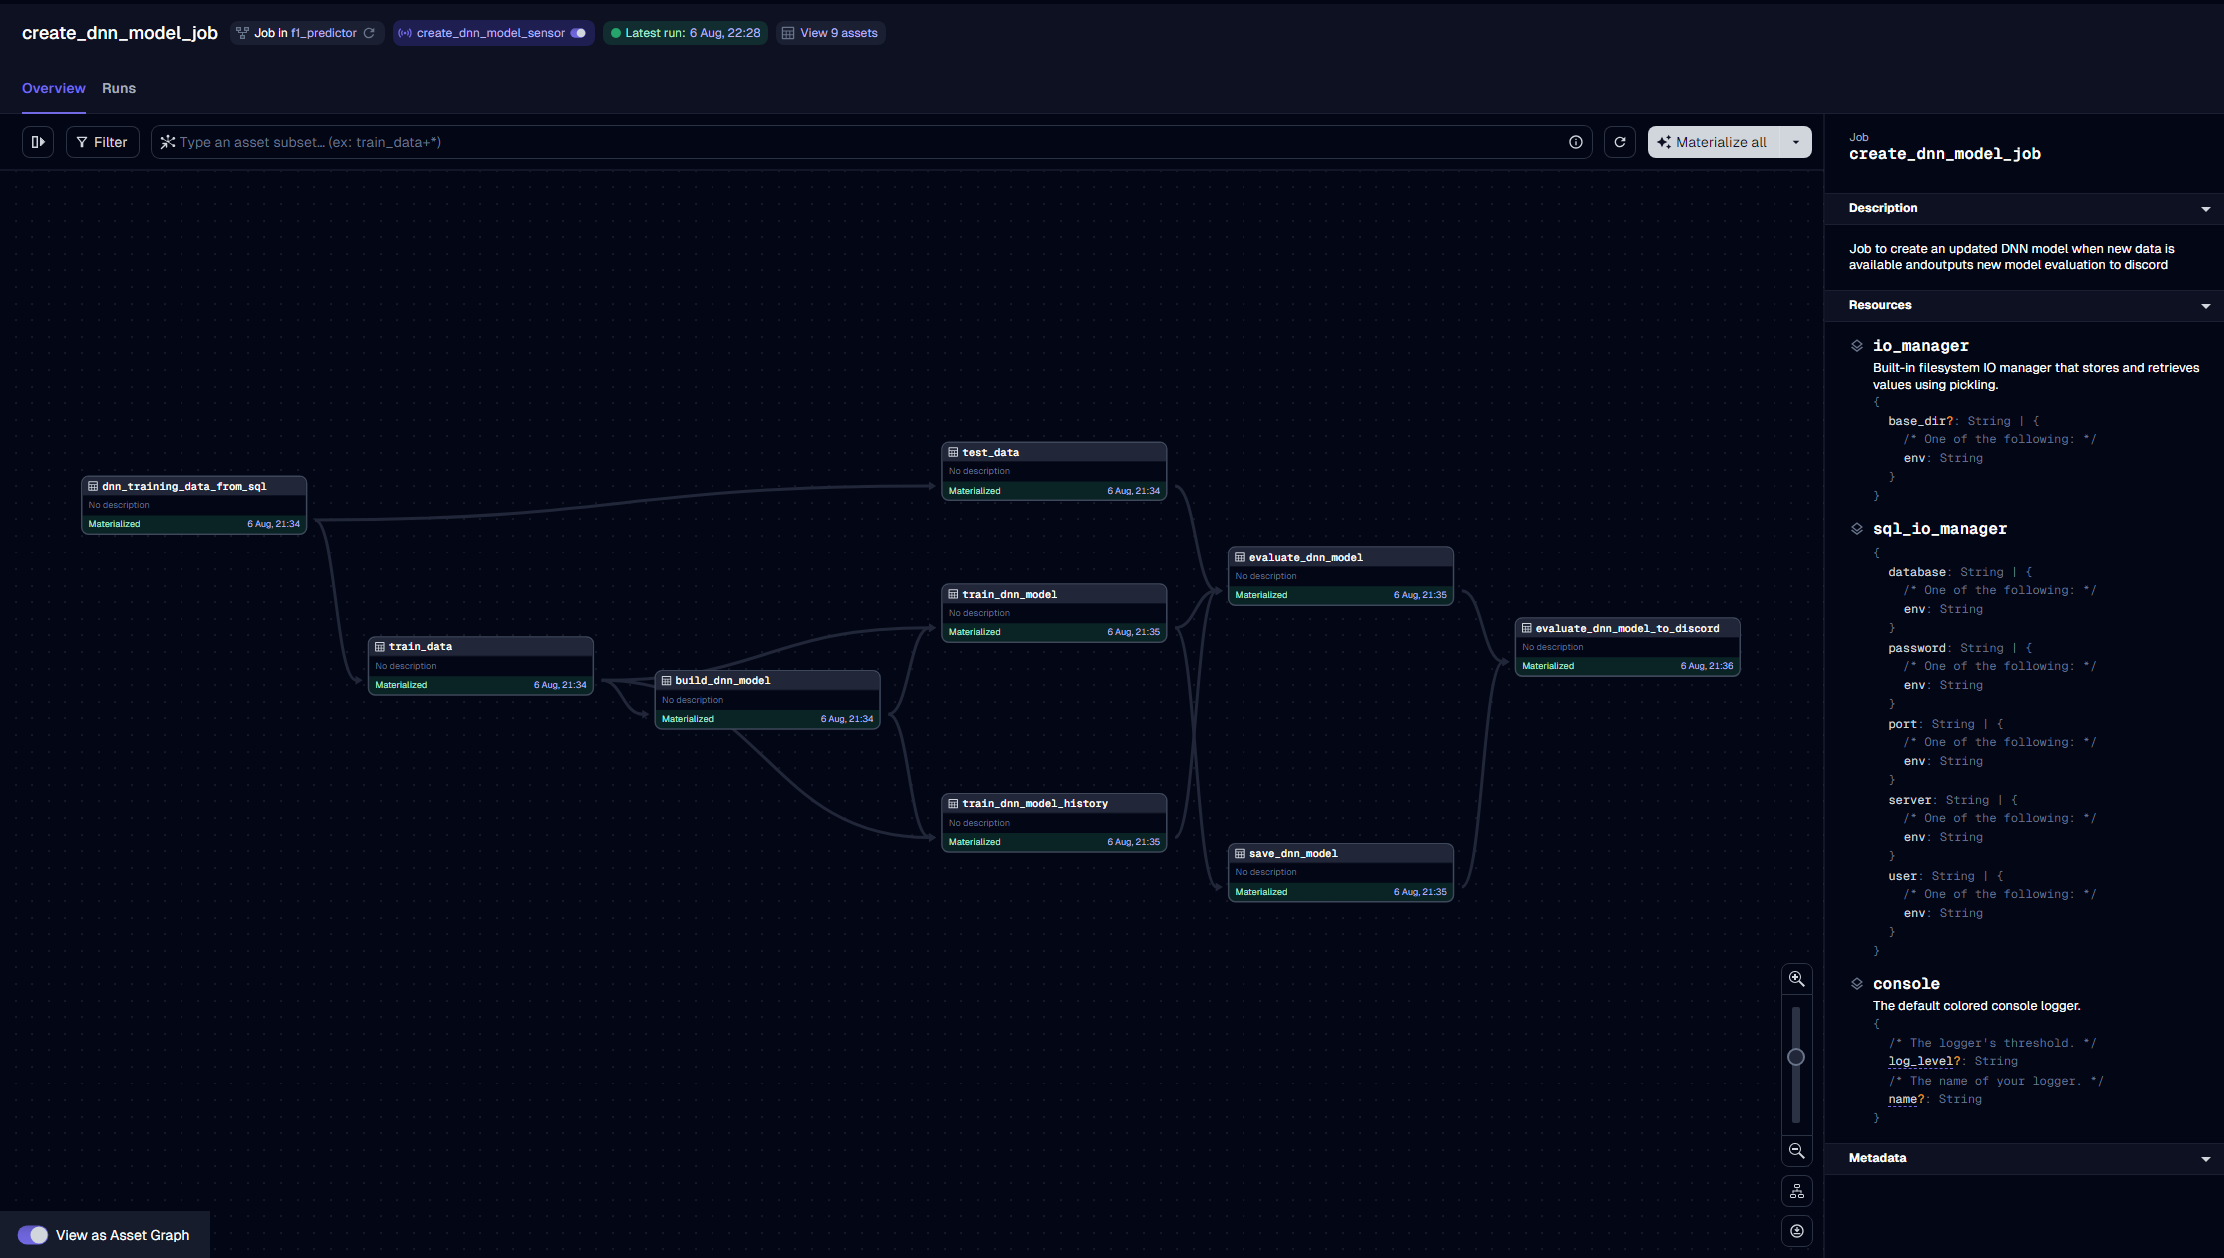 create_dnn_model_job
Job in f1_predictor
create_dnn_model_sensor
Latest run: 6 Aug, 22:28
View 9 assets
Overview
Runs
Filter
Type an asset subset… (ex: train_data+*)
Materialize all
dnn_training_data_from_sql
No description
Materialized 6 Aug, 21:34
train_data
No description
Materialized 6 Aug, 21:34
build_dnn_model
No description
Materialized 6 Aug, 21:34
test_data
No description
Materialized 6 Aug, 21:34
train_dnn_model
No description
Materialized 6 Aug, 21:35
train_dnn_model_history
No description
Materialized 6 Aug, 21:35
evaluate_dnn_model
No description
Materialized 6 Aug, 21:35
save_dnn_model
No description
Materialized 6 Aug, 21:35
evaluate_dnn_model_to_discord
No description
Materialized 6 Aug, 21:36
View as Asset Graph
Job
create_dnn_model_job
Description
Job to create an updated DNN model when new data is
available andoutputs new model evaluation to discord
Resources
io_manager
Built-in filesystem IO manager that stores and retrieves
values using pickling.
{
base_dir?: String | {
/* One of the following: */
env: String
}
}
sql_io_manager
{
database: String | {
/* One of the following: */
env: String
}
password: String | {
/* One of the following: */
env: String
}
port: String | {
/* One of the following: */
env: String
}
server: String | {
/* One of the following: */
env: String
}
user: String | {
/* One of the following: */
env: String
}
}
console
The default colored console logger.
{
/* The logger's threshold. */
log_level?: String
/* The name of your logger. */
name?: String
}
Metadata